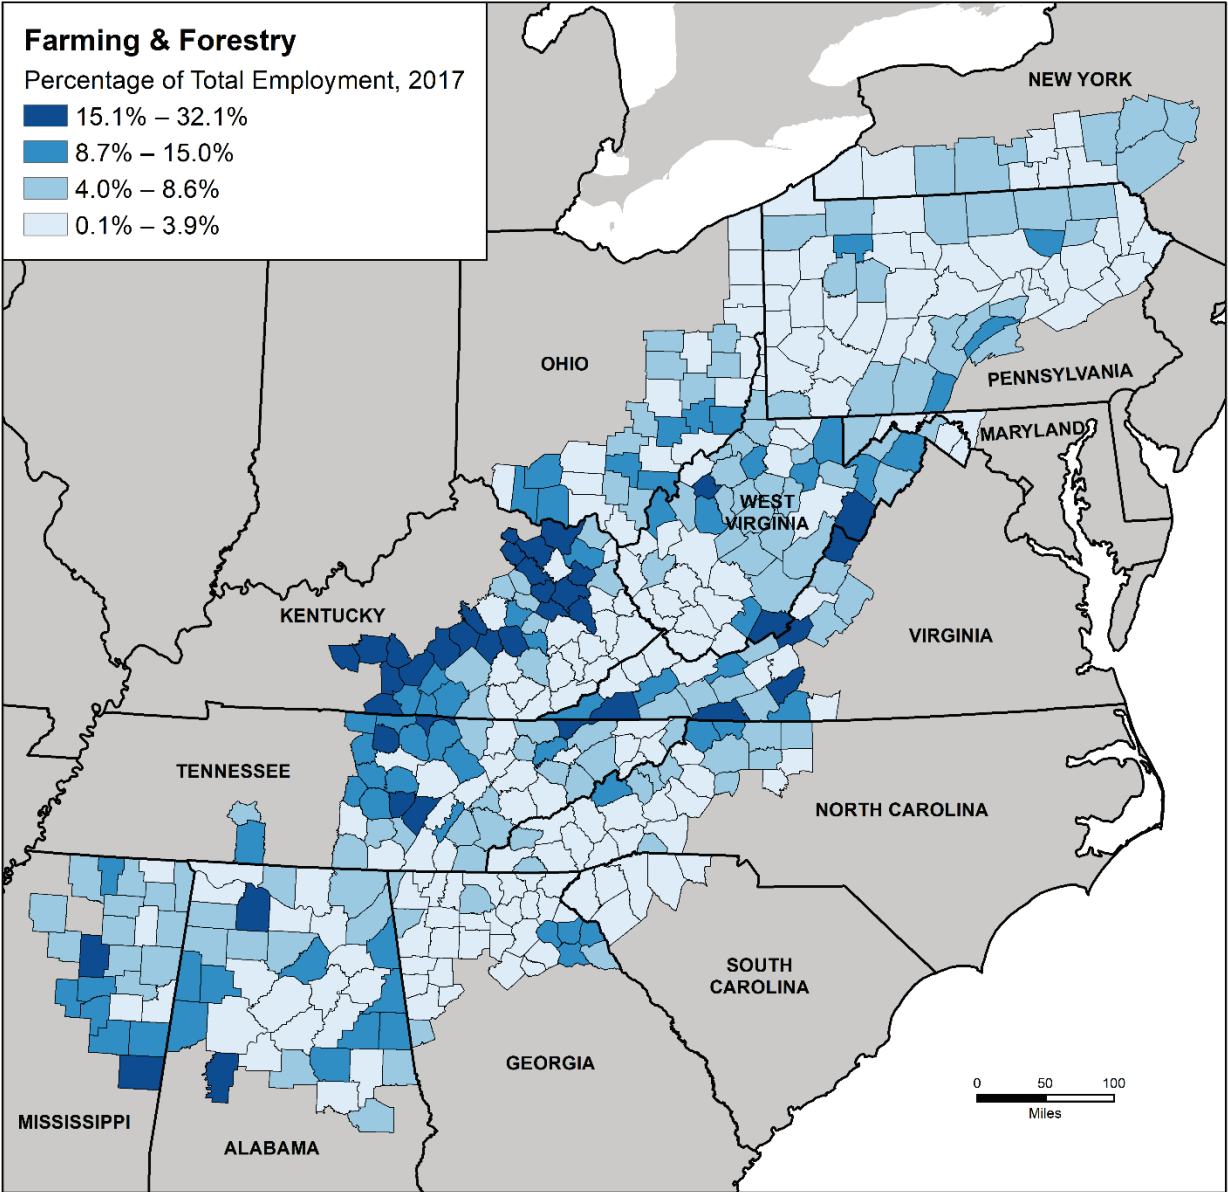 Farming & Forestry
Percentage of Total Employment, 2017
15.1% – 32.1%
8.7% – 15.0%
4.0% – 8.6%
0.1% – 3.9%
NEW YORK
OHIO
PENNSYLVANIA
MARYLAND
WEST
VIRGINIA
KENTUCKY
VIRGINIA
TENNESSEE
NORTH CAROLINA
SOUTH
CAROLINA
GEORGIA
MISSISSIPPI
ALABAMA
0 50 100
Miles